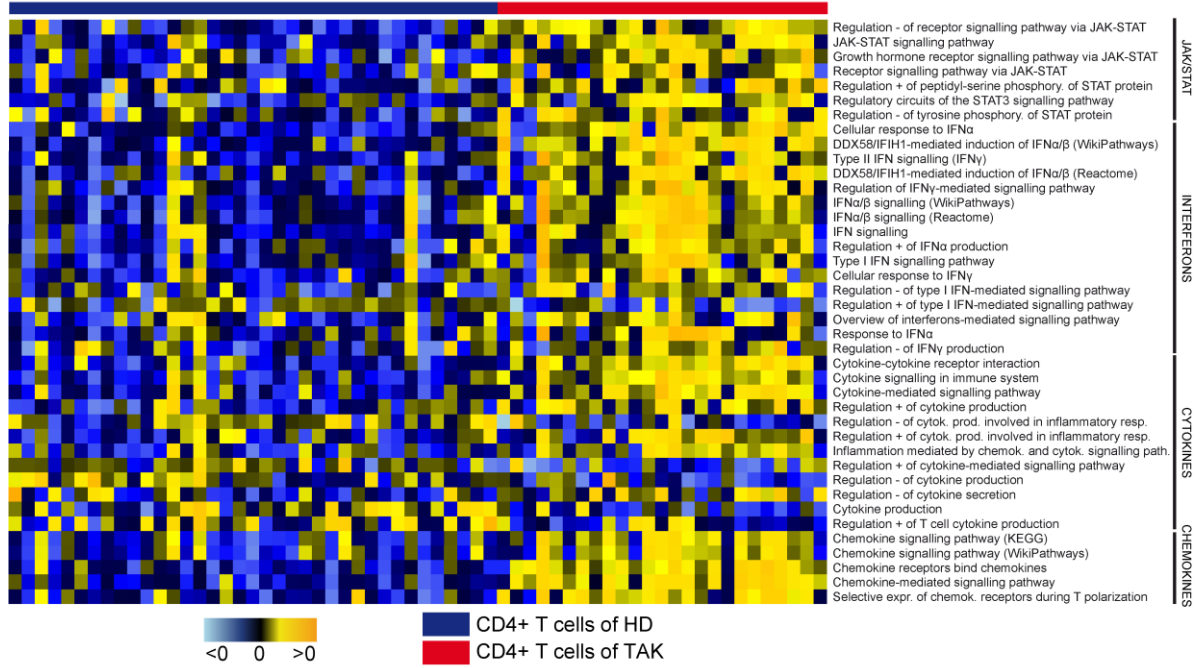 Regulation - of receptor signalling pathway via JAK-STAT
JAK-STAT signalling pathway
Growth hormone receptor signalling pathway via JAK-STAT
Receptor signalling pathway via JAK-STAT
Regulation + of peptidyl-serine phosphory. of STAT protein
Regulatory circuits of the STAT3 signalling pathway
Regulation - of tyrosine phosphory. of STAT protein
JAK/STAT
Cellular response to IFNα
DDX58/IFIH1-mediated induction of IFNα/β (WikiPathways)
Type II IFN signalling (IFNγ)
DDX58/IFIH1-mediated induction of IFNα/β (Reactome)
Regulation of IFNγ-mediated signalling pathway
IFNα/β signalling (WikiPathways)
IFNα/β signalling (Reactome)
IFN signalling
Regulation + of IFNα production
Type I IFN signalling pathway
Cellular response to IFNγ
Regulation - of type I IFN-mediated signalling pathway
Regulation + of type I IFN-mediated signalling pathway
Overview of interferons-mediated signalling pathway
Response to IFNα
Regulation - of IFNγ production
INTERFERONS
Cytokine-cytokine receptor interaction
Cytokine signalling in immune system
Cytokine-mediated signalling pathway
Regulation + of cytokine production
Regulation - of cytok. prod. involved in inflammatory resp.
Regulation + of cytok. prod. involved in inflammatory resp.
Inflammation mediated by chemok. and cytok. signalling path.
Regulation + of cytokine-mediated signalling pathway
Regulation - of cytokine production
Regulation - of cytokine secretion
Cytokine production
Regulation + of T cell cytokine production
CYTOKINES
Chemokine signalling pathway (KEGG)
Chemokine signalling pathway (WikiPathways)
Chemokine receptors bind chemokines
Chemokine-mediated signalling pathway
Selective expr. of chemok. receptors during T polarization
CHEMOKINES
<0 0 >0
CD4+ T cells of HD
CD4+ T cells of TAK